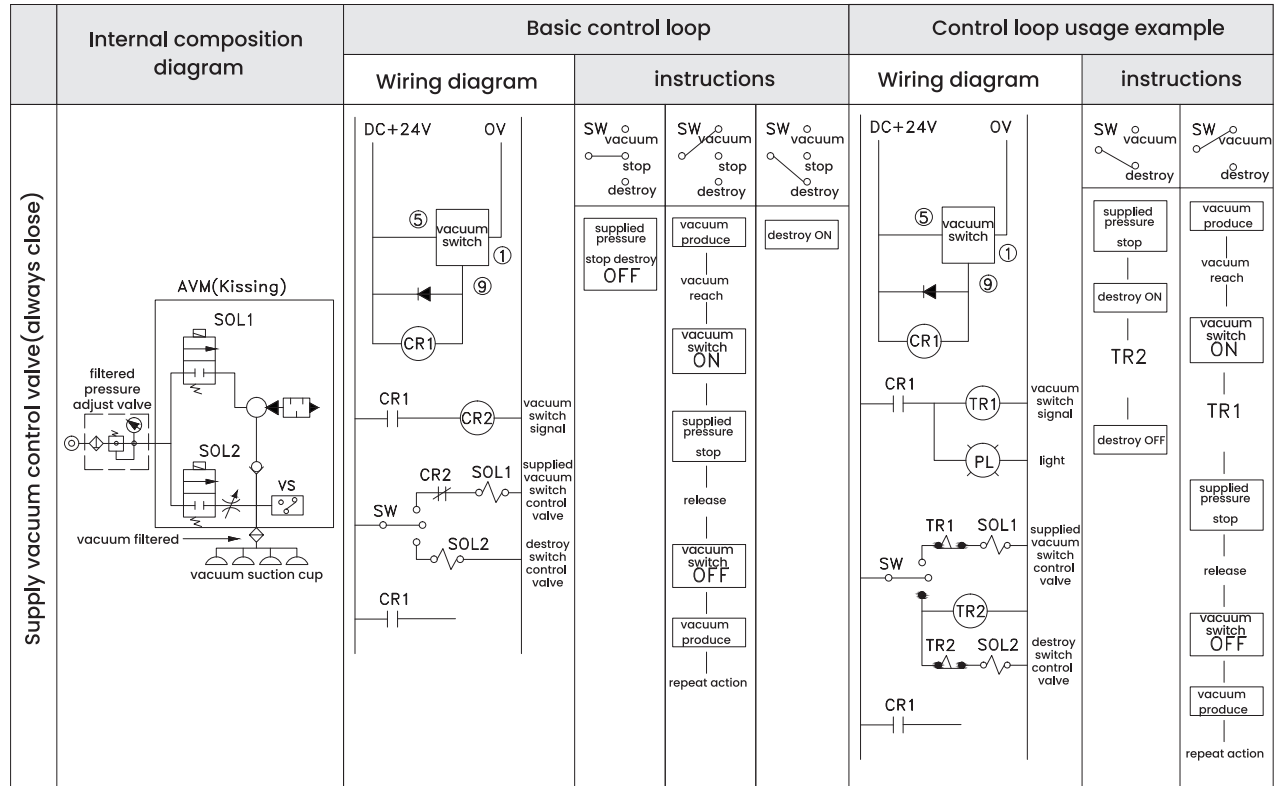 Internal composition
diagram
Basic control loop
Control loop usage example
Wiring diagram
instructions
Wiring diagram
instructions
Supply vacuum control valve(always close)
AVM(Kissing)
SOL1
filtered
pressure
adjust valve
SOL2
VS
vacuum filtered
vacuum suction cup
DC+24V
0V
⑤
vacuum
switch
①
⑨
CR1
CR1
CR2
vacuum
switch
signal
CR2
SOL1
supplied
vacuum
switch
control
valve
SW
SOL2
destroy
switch
control
valve
CR1
SW
vacuum
stop
destroy
supplied
pressure
stop destroy
OFF
SW
vacuum
stop
destroy
vacuum
produce
vacuum
reach
vacuum
switch
ON
supplied
pressure
stop
release
vacuum
switch
OFF
vacuum
produce
repeat action
SW
vacuum
stop
destroy
destroy ON
DC+24V
0V
⑤
vacuum
switch
①
⑨
CR1
CR1
TR1
vacuum
switch
signal
PL
light
TR1
SOL1
supplied
vacuum
switch
control
valve
SW
TR2
TR2
SOL2
destroy
switch
control
valve
CR1
SW
vacuum
destroy
supplied
pressure
stop
destroy ON
TR2
destroy OFF
SW
vacuum
destroy
vacuum
produce
vacuum
reach
vacuum
switch
ON
TR1
supplied
pressure
stop
release
vacuum
switch
OFF
vacuum
produce
repeat action